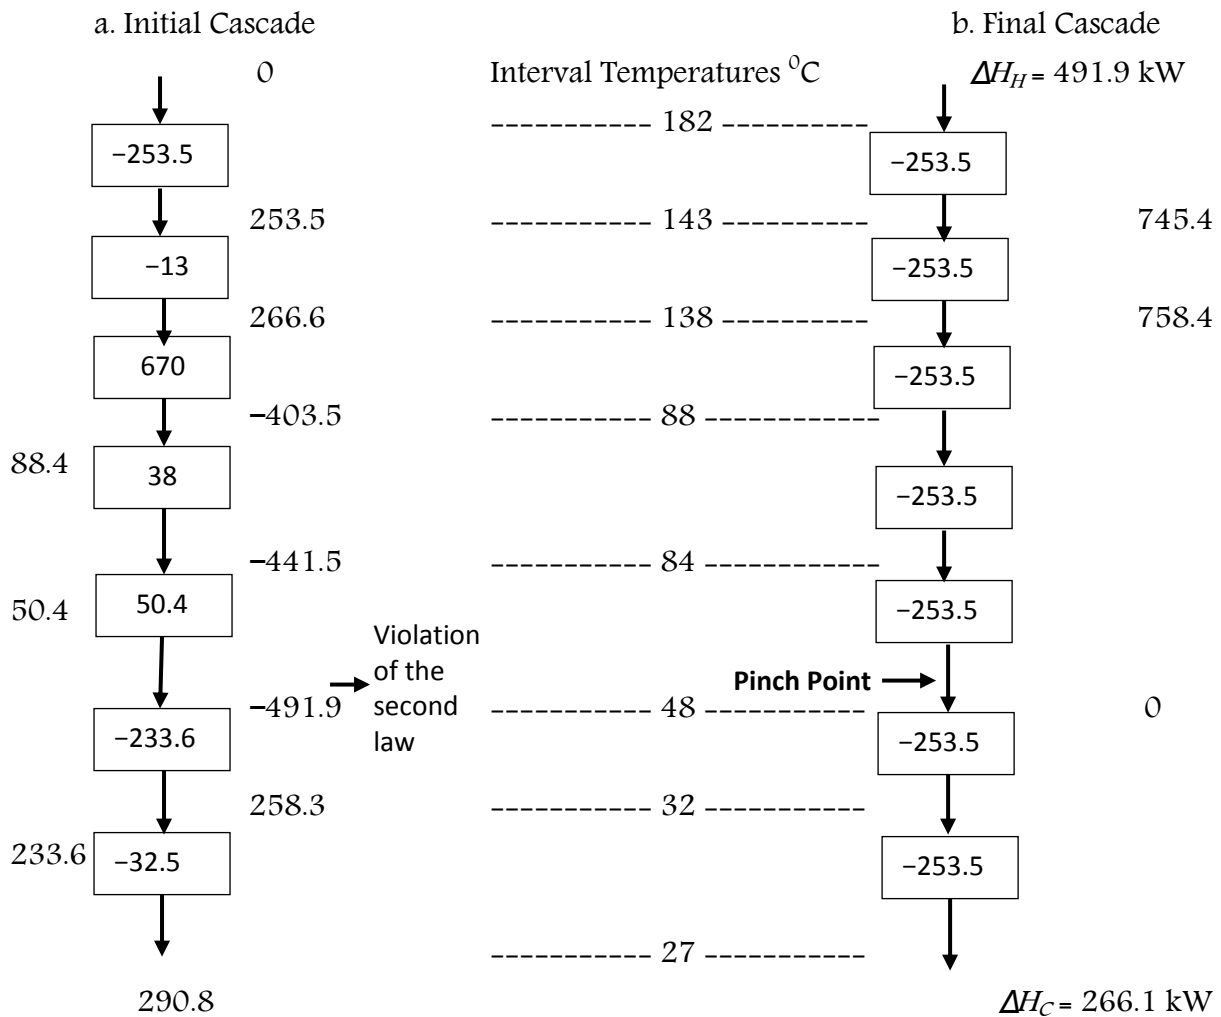 a. Initial Cascade
b. Final Cascade
0
Interval Temperatures ⁰C
ΔH_H = 491.9 kW
---------- 182 ----------
−253.5
−253.5
253.5
---------- 143 ----------
745.4
−13
−253.5
266.6
---------- 138 ----------
758.4
670
−253.5
−403.5
---------- 88 ----------
88.4
38
−253.5
−441.5
---------- 84 ----------
50.4
50.4
−253.5
Violation
of the
second
law
Pinch Point
−491.9
---------- 48 ----------
0
−233.6
−253.5
258.3
---------- 32 ----------
233.6
−32.5
−253.5
---------- 27 ----------
290.8
ΔH_C = 266.1 kW